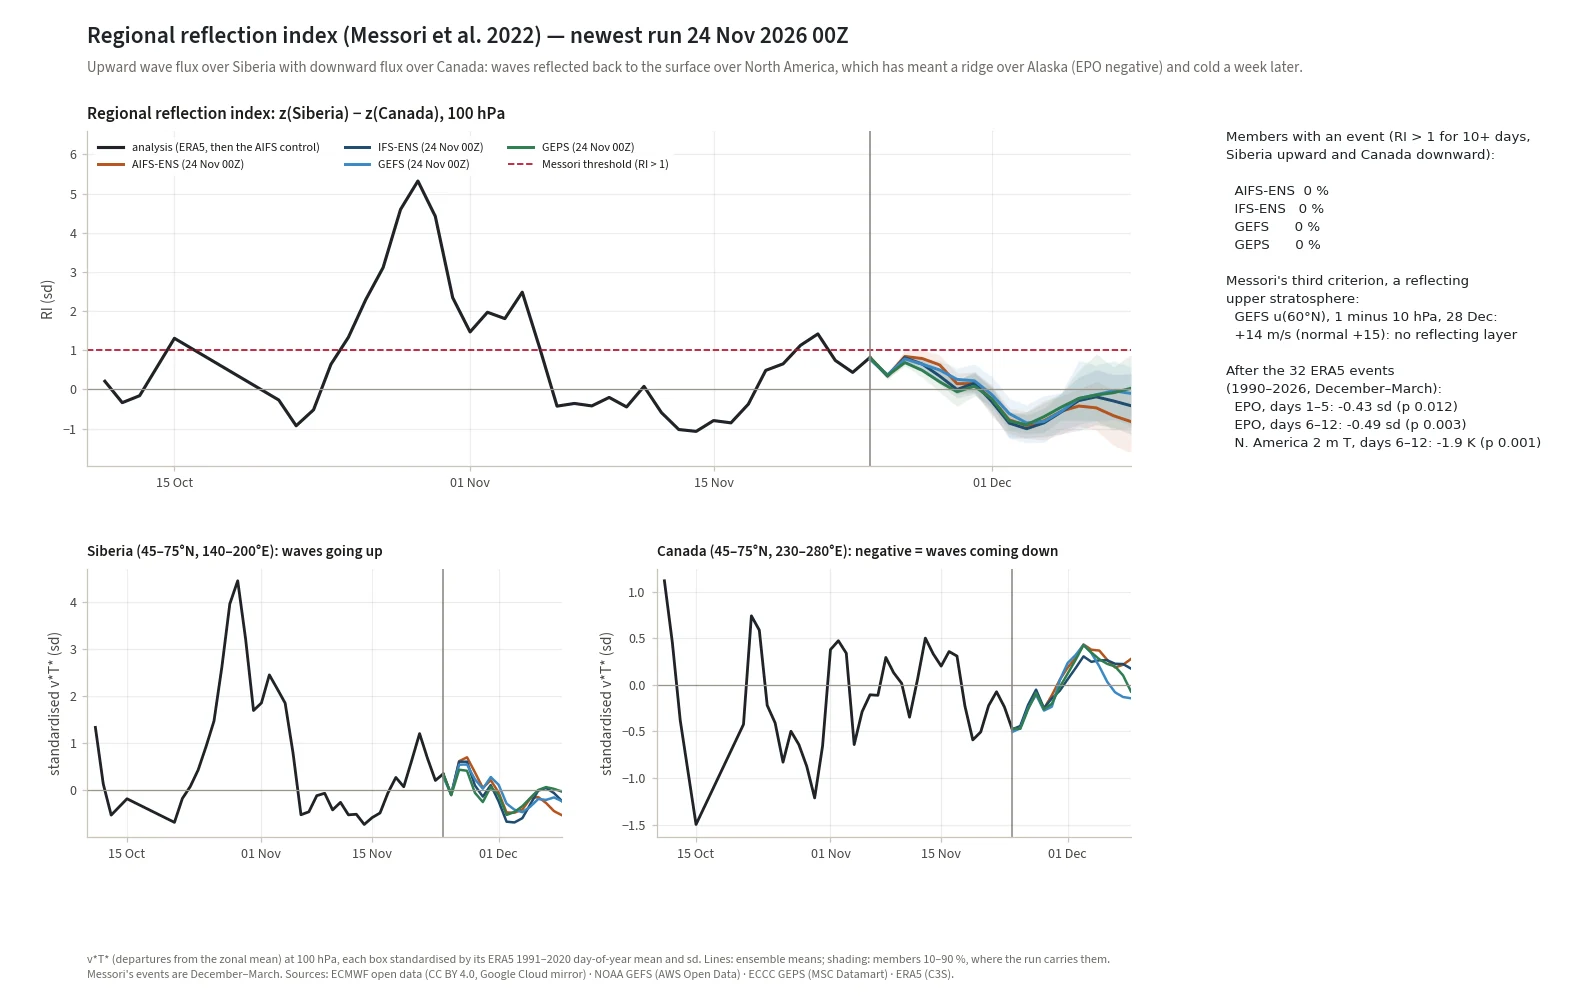 Regional reflection index (Messori et al. 2022) — newest run 24 Nov 2026 00Z
Upward wave flux over Siberia with downward flux over Canada: waves reflected back to the surface over North America, which has meant a ridge over Alaska (EPO negative) and cold a week later.
Regional reflection index: z(Siberia) − z(Canada), 100 hPa
analysis (ERA5, then the AIFS control)
AIFS-ENS (24 Nov 00Z)
IFS-ENS (24 Nov 00Z)
GEFS (24 Nov 00Z)
GEPS (24 Nov 00Z)
Messori threshold (RI > 1)
RI (sd)
6
5
4
3
2
1
0
−1
15 Oct
01 Nov
15 Nov
01 Dec
Members with an event (RI > 1 for 10+ days,
Siberia upward and Canada downward):
AIFS-ENS 0 %
IFS-ENS 0 %
GEFS 0 %
GEPS 0 %
Messori's third criterion, a reflecting
upper stratosphere:
GEFS u(60°N), 1 minus 10 hPa, 28 Dec:
+14 m/s (normal +15): no reflecting layer
After the 32 ERA5 events
(1990–2026, December–March):
EPO, days 1–5: -0.43 sd (p 0.012)
EPO, days 6–12: -0.49 sd (p 0.003)
N. America 2 m T, days 6–12: -1.9 K (p 0.001)
Siberia (45–75°N, 140–200°E): waves going up
standardised v*T* (sd)
4
3
2
1
0
15 Oct
01 Nov
15 Nov
01 Dec
Canada (45–75°N, 230–280°E): negative = waves coming down
standardised v*T* (sd)
1.0
0.5
0.0
−0.5
−1.0
−1.5
15 Oct
01 Nov
15 Nov
01 Dec
v*T* (departures from the zonal mean) at 100 hPa, each box standardised by its ERA5 1991–2020 day-of-year mean and sd. Lines: ensemble means; shading: members 10–90 %, where the run carries them.
Messori's events are December–March. Sources: ECMWF open data (CC BY 4.0, Google Cloud mirror) · NOAA GEFS (AWS Open Data) · ECCC GEPS (MSC Datamart) · ERA5 (C3S).